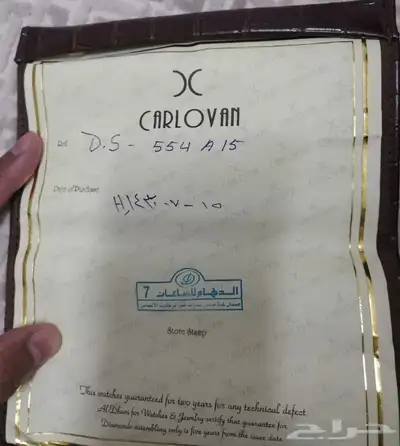 CARLOVAN
Ref.
D.S - 554 A 15
Date of Purchase
H١٤٣٠-٧-١٠
الدهام للساعات 7
Store Stamp
This watches guaranteed for two years for any technical defect.
Al Dham for Watches & Jewelry certify that guarantee for
Diamonds assembling only is five years from the issue date.
حراج